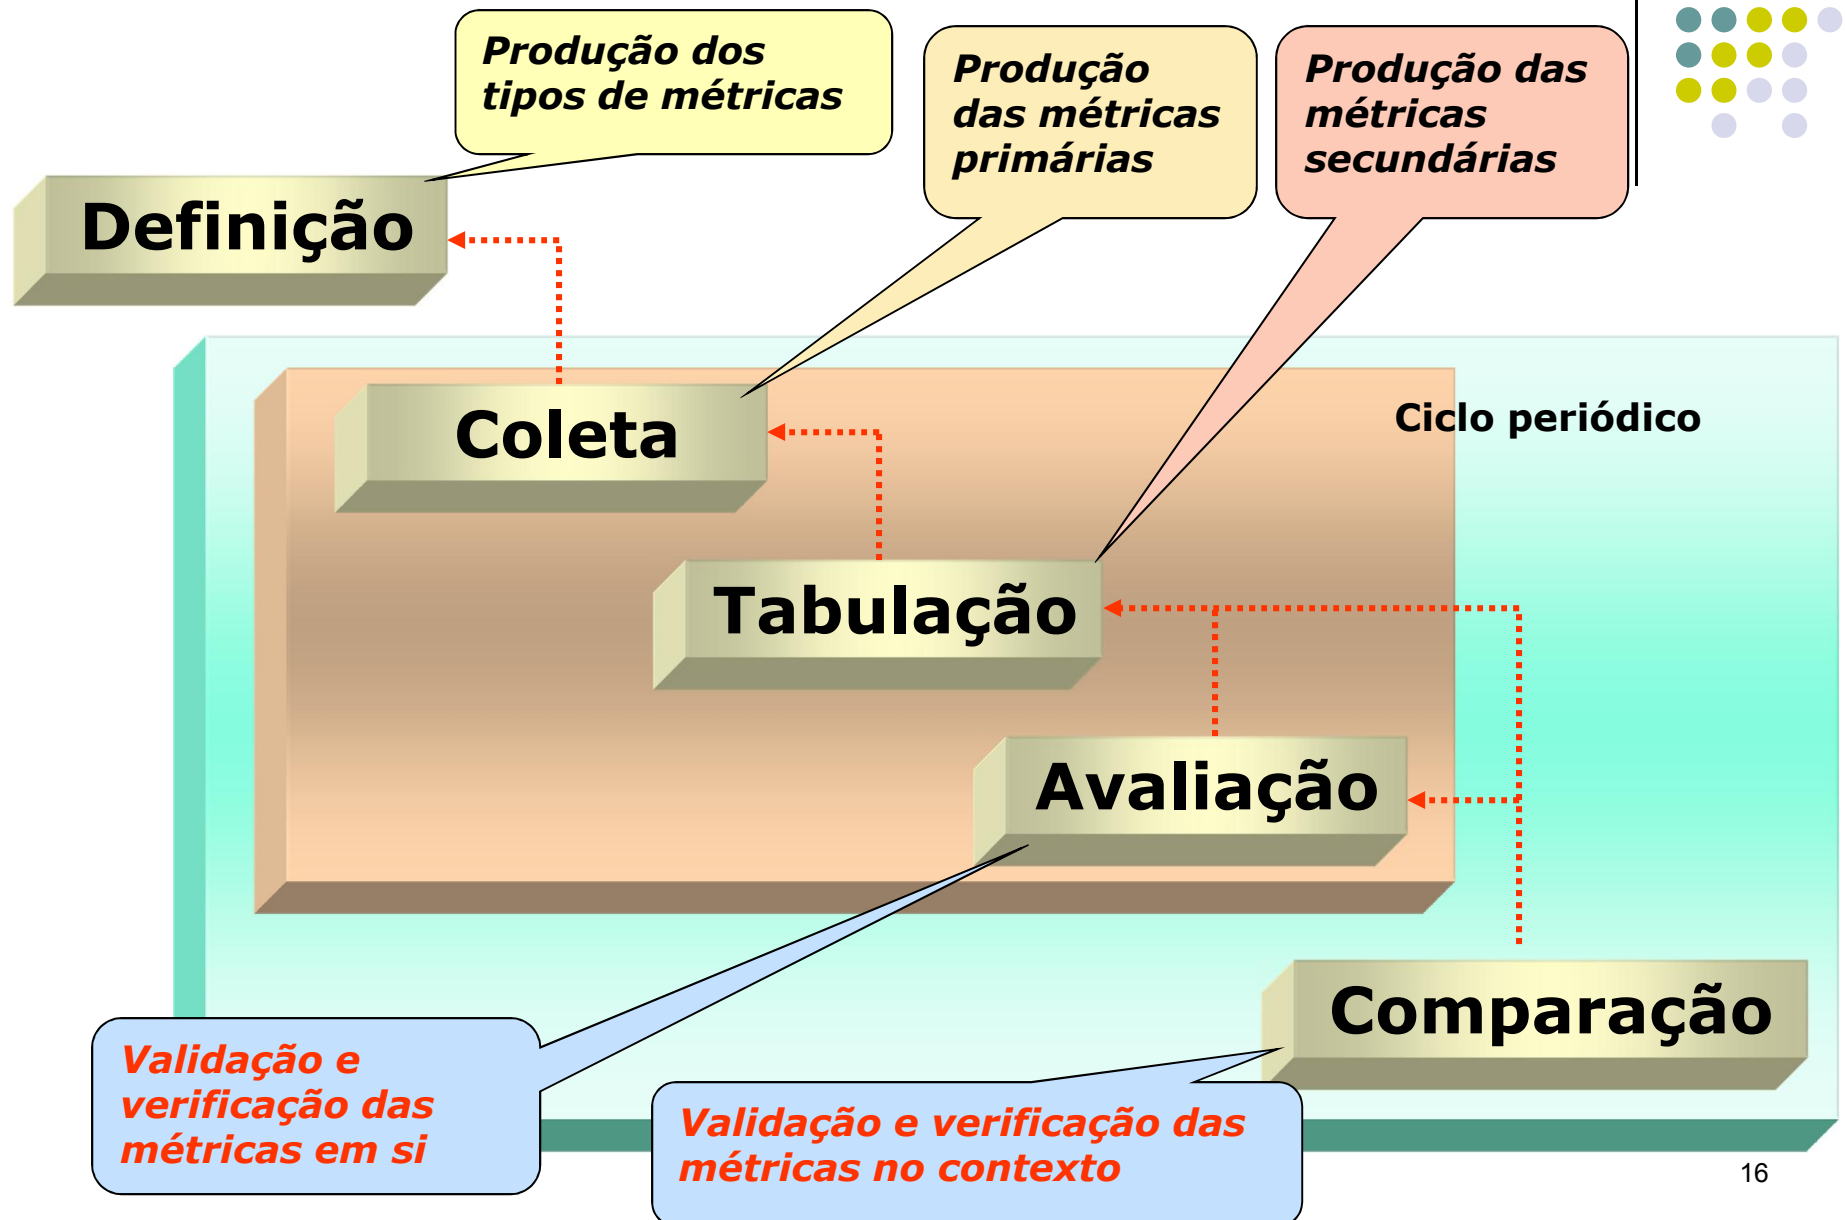 Produção dos
tipos de métricas
Produção
das métricas
primárias
Produção das
métricas
secundárias
Definição
Coleta
Ciclo periódico
Tabulação
Avaliação
Comparação
Validação e
verificação das
métricas em si
Validação e verificação das
métricas no contexto
16